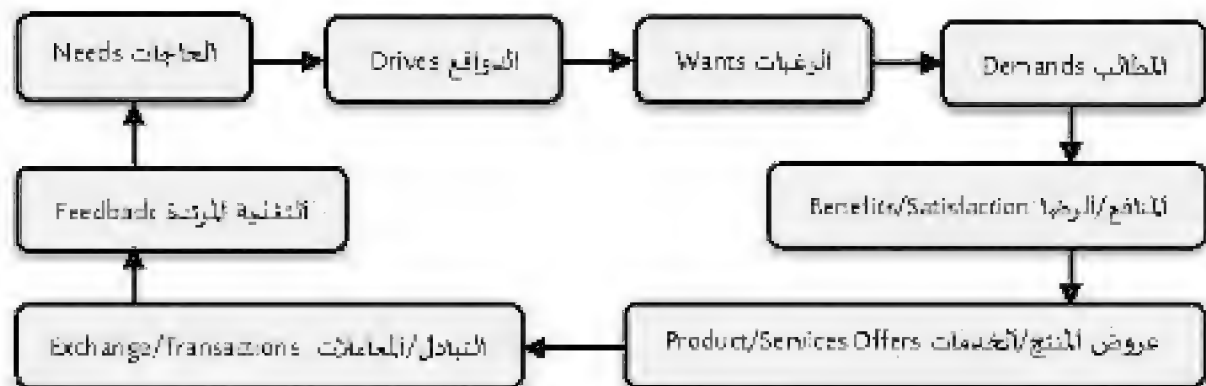 Needs الحاجات
Drives الدوافع
Wants الرغبات
Demands المطالب
Benefits/Satisfaction المنافع/الرضا
Product/Services Offers عروض المنتج/الخدمات
Exchange/Transactions التبادل/المعاملات
Feedback التغذية المرتدة